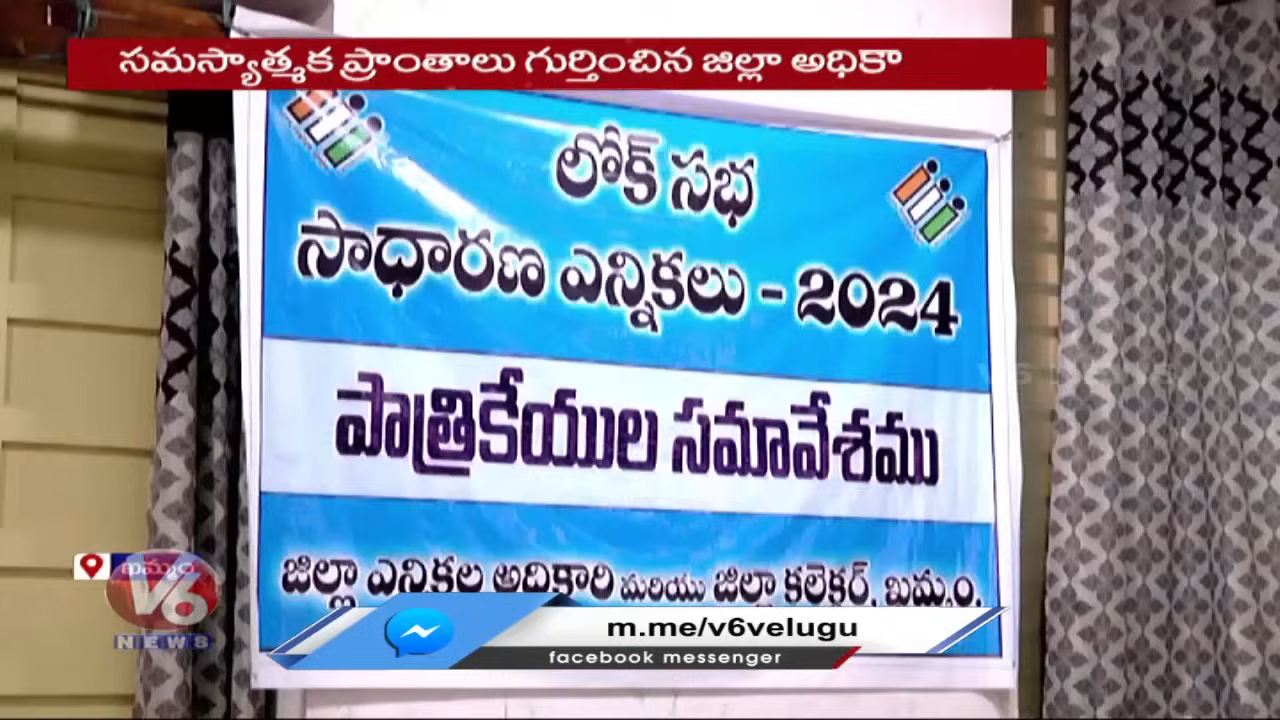 సమస్యాత్మక ప్రాంతాలు గుర్తించిన జిల్లా అధికా
లోక్ సభ
సాధారణ ఎన్నికలు - 2024
పాత్రికేయుల సమావేశము
జిల్లా ఎన్నికల అధికారి మరియు జిల్లా కలెక్టర్, ఖమ్మం.
ఖమ్మం
V6
NEWS
m.me/v6velugu
facebook messenger